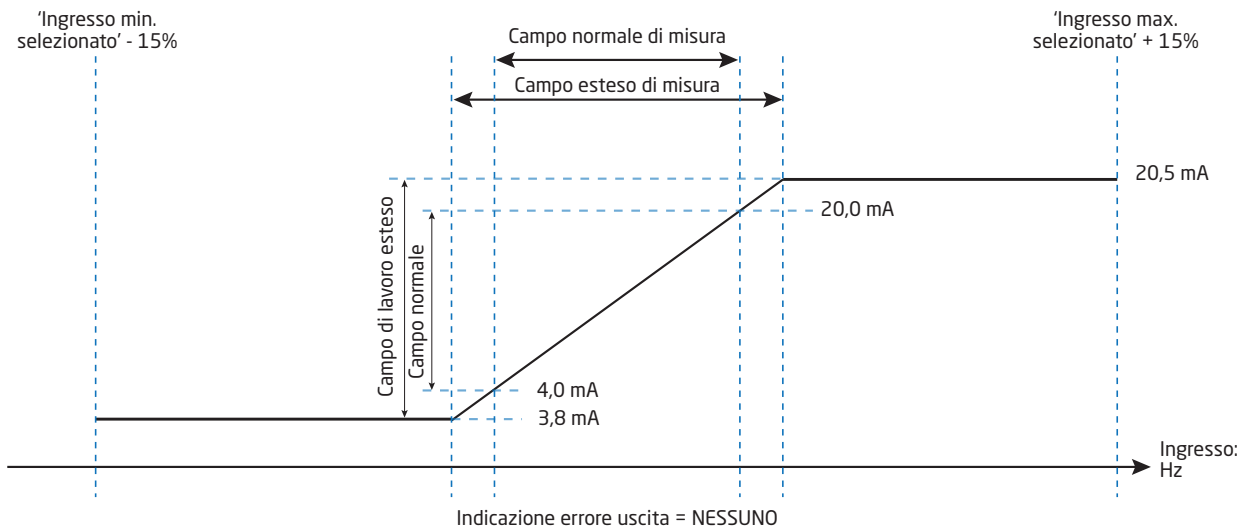 'Ingresso min.
selezionato' - 15%
Campo normale di misura
'Ingresso max.
selezionato' + 15%
Campo esteso di misura
20,5 mA
20,0 mA
Campo di lavoro esteso
Campo normale
4,0 mA
3,8 mA
Ingresso:
Hz
Indicazione errore uscita = NESSUNO